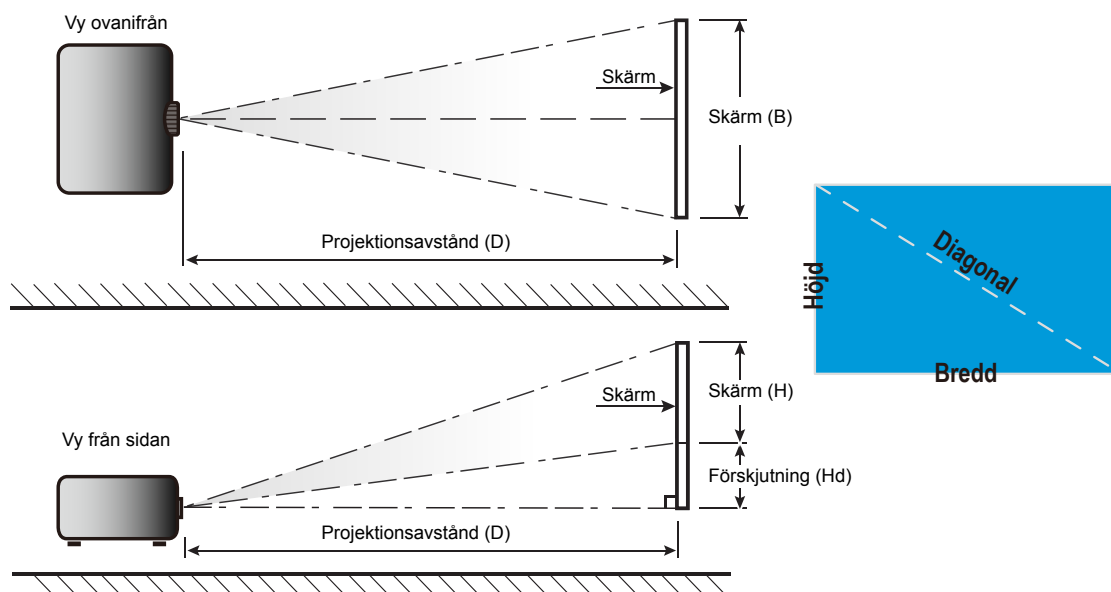 Vy ovanifrån
Skärm
Skärm (B)
Projektionsavstånd (D)
Diagonal
Höjd
Bredd
Vy från sidan
Skärm
Skärm (H)
Förskjutning (Hd)
Projektionsavstånd (D)